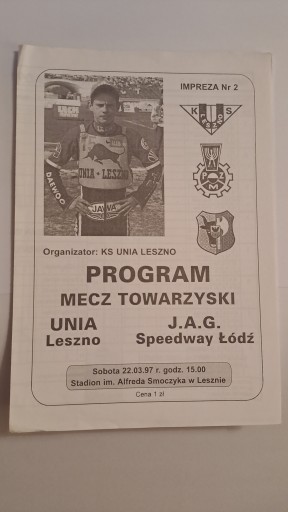 IMPREZA Nr 2
K S
LESZNO
P Z
M
UNIA · LESZNO
DAEWOO
JAWA
Organizator: KS UNIA LESZNO
PROGRAM
MECZ TOWARZYSKI
UNIA J.A.G.
Leszno Speedway Łódź
Sobota 22.03.97 r. godz. 15.00
Stadion im. Alfreda Smoczyka w Lesznie
Cena 1 zł